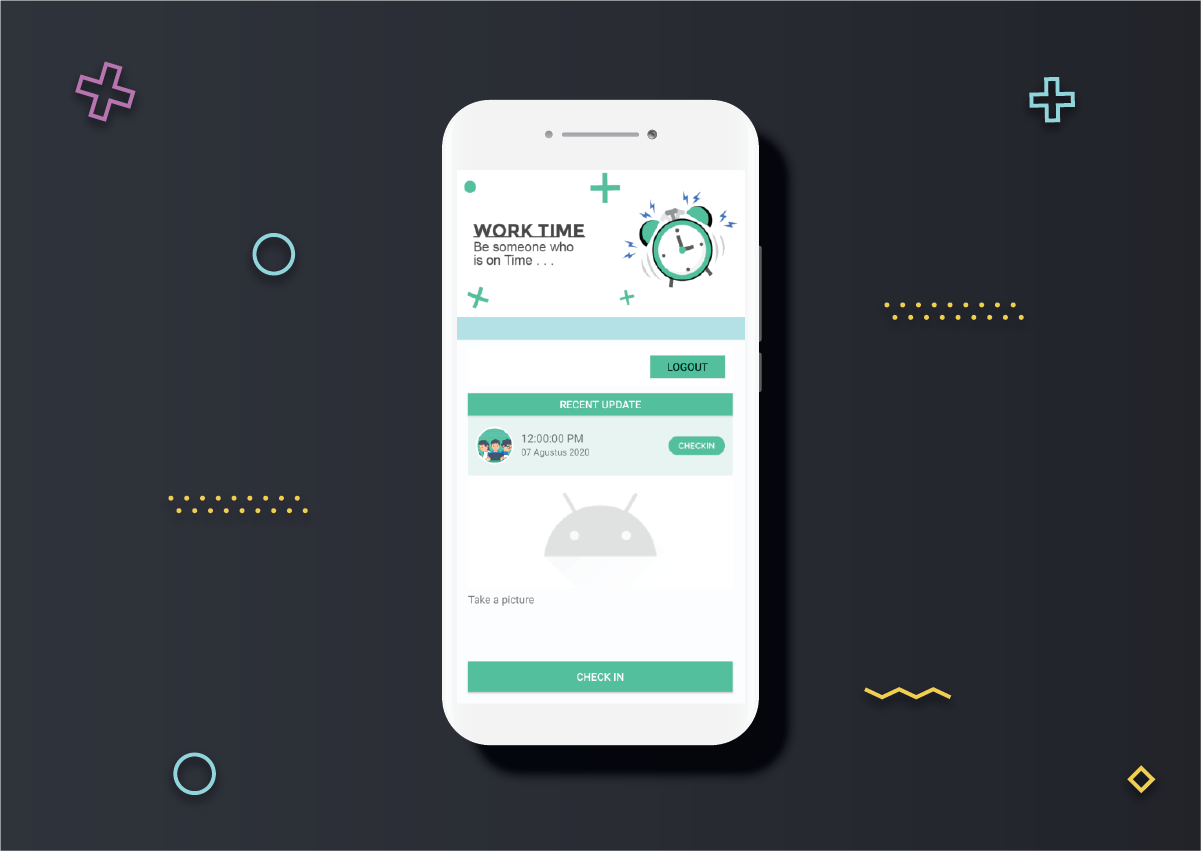 WORK TIME
Be someone who
is on Time . . .
LOGOUT
RECENT UPDATE
12:00:00 PM
07 Agustus 2020
CHECKIN
Take a picture
CHECK IN